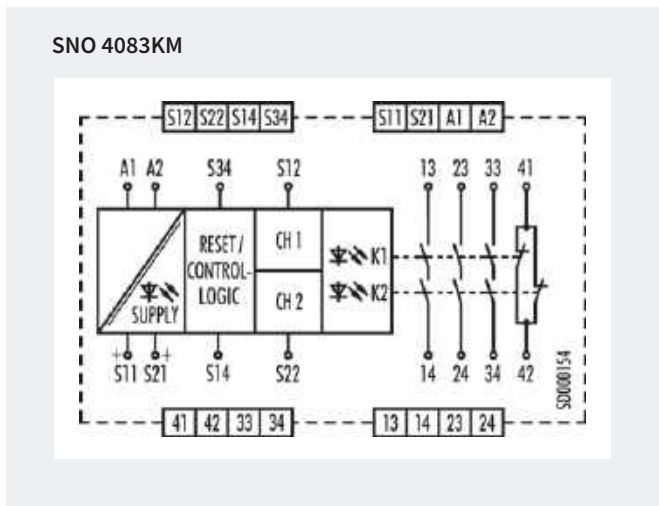 SNO 4083KM
S12 S22 S14 S34 S11 S21 A1 A2
A1 A2 S34 S12 13 23 33 41
RESET/
CONTROL-
LOGIC
CH 1
CH 2
K1
K2
SUPPLY
+ +
S11 S21 S14 S22 14 24 34 42
SD000154
41 42 33 34 13 14 23 24